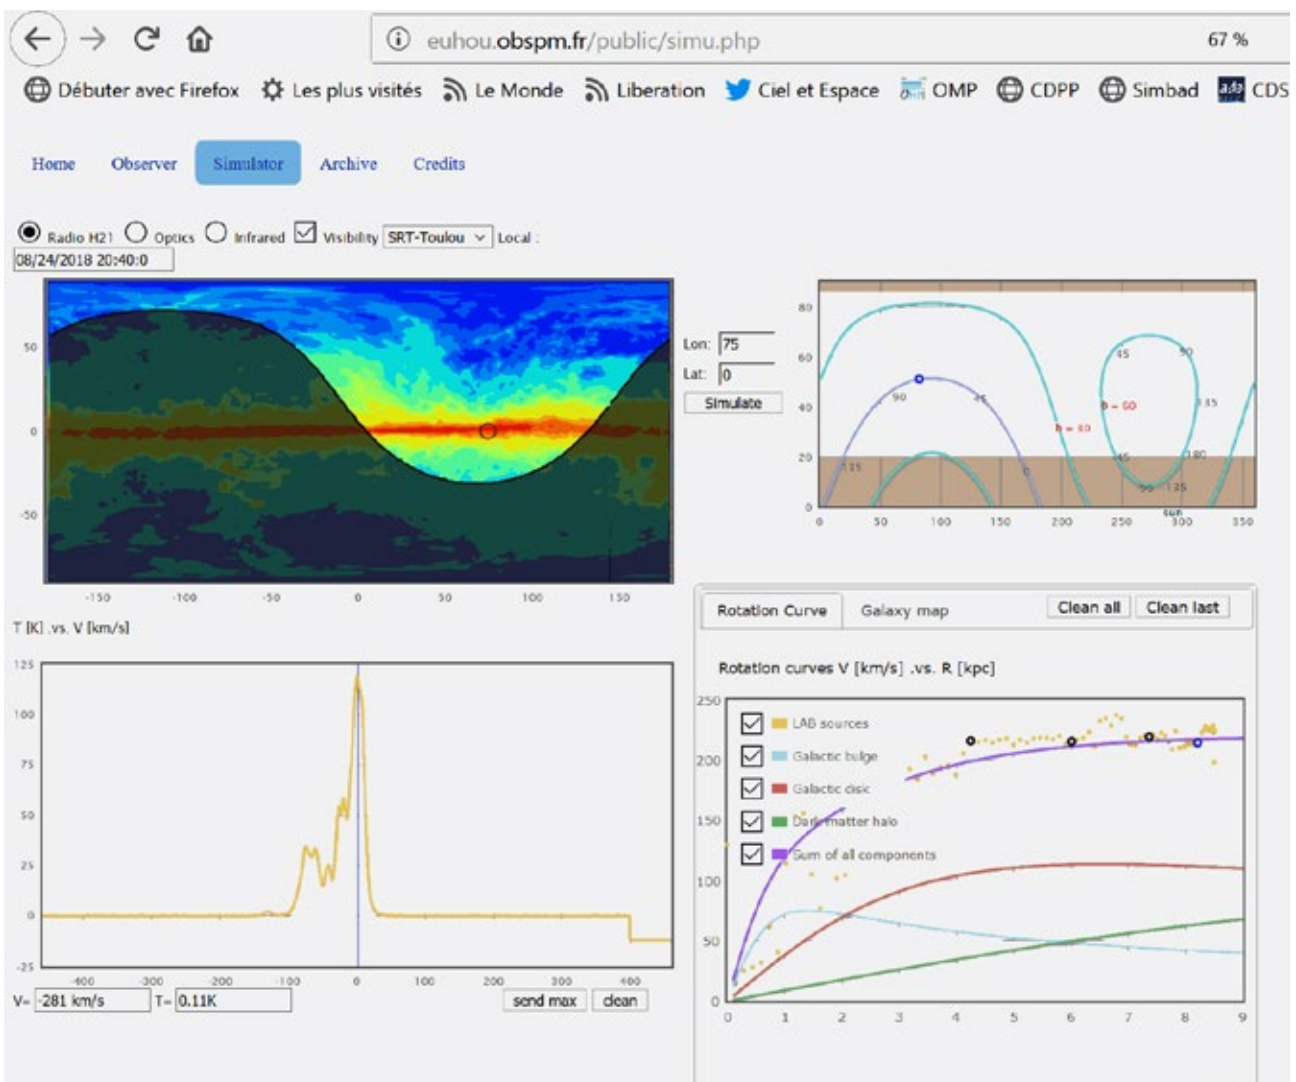 euhou.obspm.fr/public/simu.php 67 %
Débuter avec Firefox Les plus visités Le Monde Liberation Ciel et Espace OMP CDPP Simbad CDS
Home Observer Simulator Archive Credits
Radio H21 Optics Infrared Visibility SRT-Toulou Local :
08/24/2018 20:40:0
50
0
-50
-150 -100 -50 0 50 100 150
Lon: 75
Lat: 0
Simulate
80
60
40
20
0
45 90
90 45 b = 60 135
b = 30
135 0 45 180
90 135
sun
0 50 100 150 200 250 300 350
T [K] .vs. V [km/s]
125
100
75
50
25
0
-25
-400 -300 -200 -100 0 100 200 300 400
V= -281 km/s T= 0.11K send max clean
Rotation Curve Galaxy map Clean all Clean last
Rotation curves V [km/s] .vs. R [kpc]
250
200
150
100
50
0
LAB sources
Galactic bulge
Galactic disk
Dark matter halo
Sum of all components
0 1 2 3 4 5 6 7 8 9